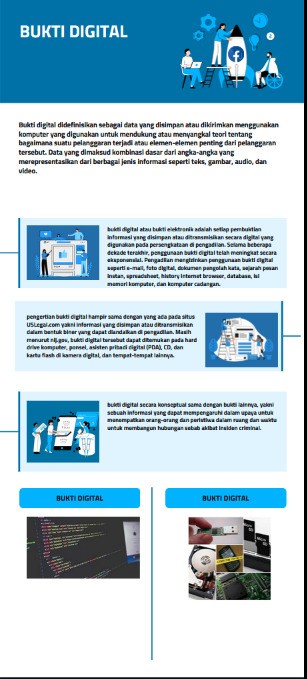 BUKTI DIGITAL
Bukti digital didefinisikan sebagai data yang disimpan atau dikirimkan menggunakan
komputer yang digunakan untuk mendukung atau menyangkal teori tentang
bagaimana suatu pelanggaran terjadi atau elemen-elemen penting dari pelanggaran
tersebut. Data yang dimaksud kombinasi dasar dari angka-angka yang
merepresentasikan dari berbagai jenis informasi seperti teks, gambar, audio, dan
video.
bukti digital atau bukti elektronik adalah setiap pembuktian
informasi yang disimpan atau ditransmisikan secara digital yang
digunakan pada persengkataan di pengadilan. Selama beberapa
dekade terakhir, penggunaan bukti digital telah meningkat secara
eksponensial. Pengadilan mengizinkan penggunaan bukti digital
seperti e-mail, foto digital, dokumen pengolah kata, sejarah pesan
instan, spreadsheet, history internet browser, database, isi
memori komputer, dan komputer cadangan.
pengertian bukti digital hampir sama dengan yang ada pada situs
USLegal.com yakni informasi yang disimpan atau ditransmisikan
dalam bentuk biner yang dapat diandalkan di pengadilan. Masih
menurut nij.gov, bukti digital tersebut dapat ditemukan pada hard
drive komputer, ponsel, asisten pribadi digital (PDA), CD, dan
kartu flash di kamera digital, dan tempat-tempat lainnya.
bukti digital secara konseptual sama dengan bukti lainnya, yakni
sebuah informasi yang dapat mempengaruhi dalam upaya untuk
menempatkan orang-orang dan peristiwa dalam ruang dan waktu
untuk membangun hubungan sebab akibat insiden criminal.
BUKTI DIGITAL
BUKTI DIGITAL